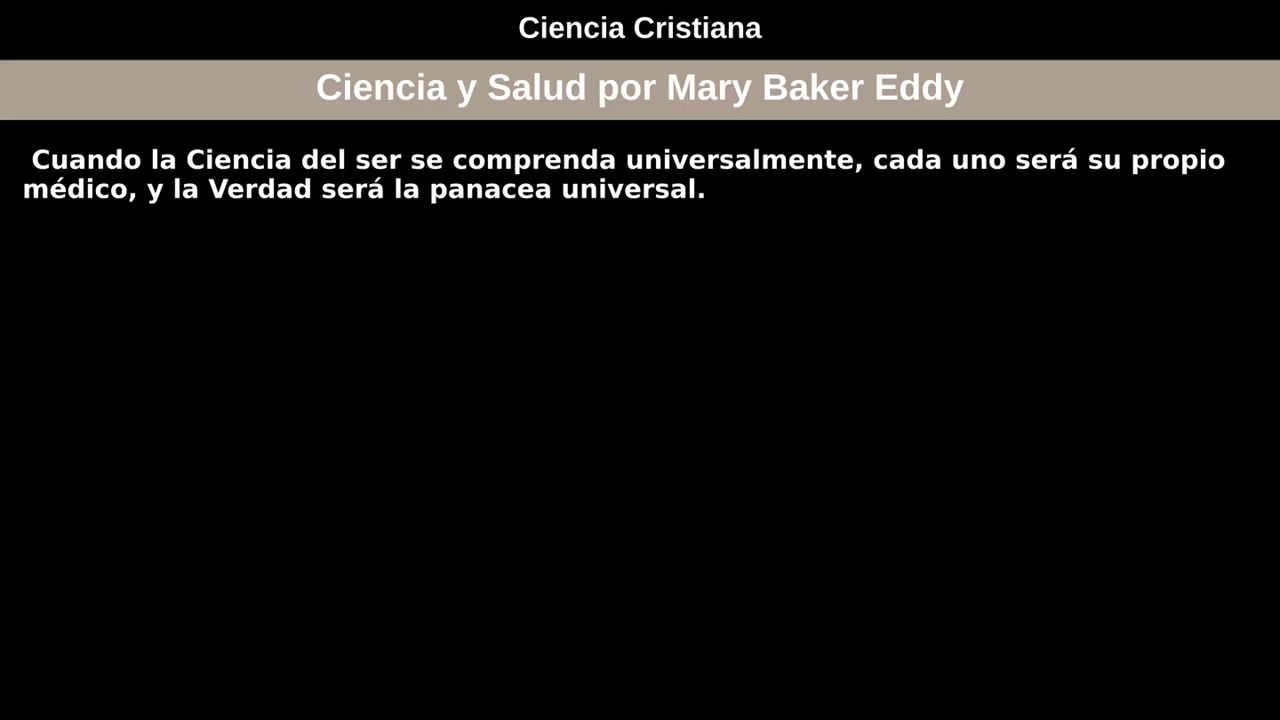 Ciencia Cristiana
Ciencia y Salud por Mary Baker Eddy
Cuando la Ciencia del ser se comprenda universalmente, cada uno será su propio
médico, y la Verdad será la panacea universal.